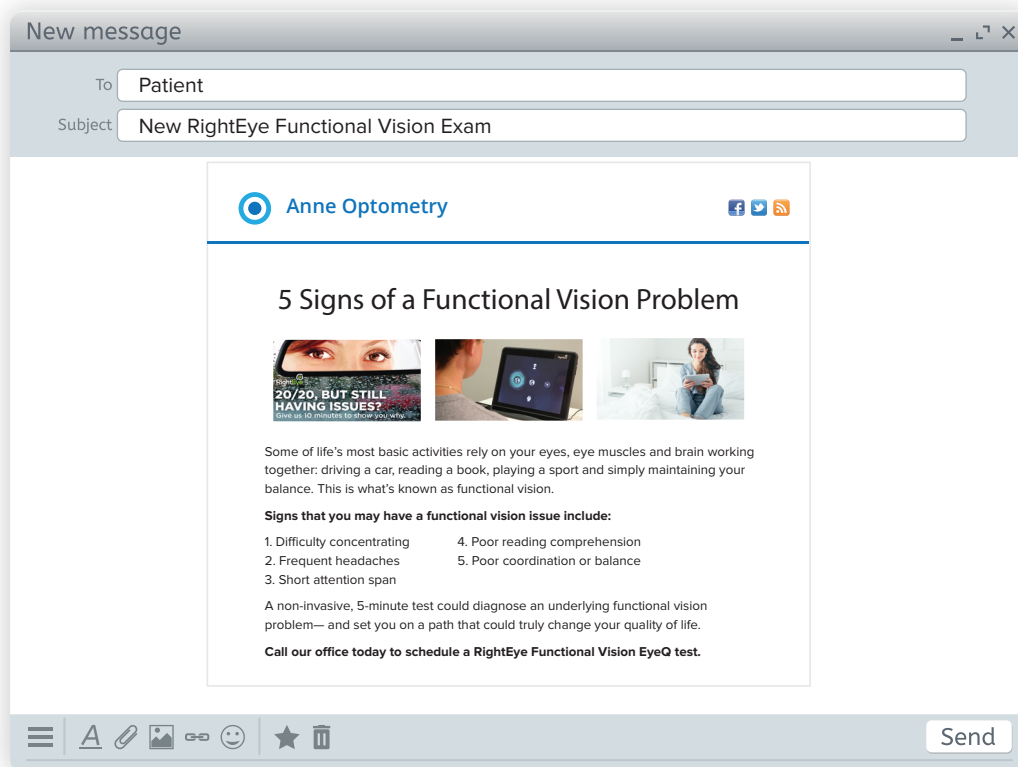 New message
To Patient
Subject New RightEye Functional Vision Exam
Anne Optometry
5 Signs of a Functional Vision Problem
RightEye
20/20, BUT STILL
HAVING ISSUES?
Give us 10 minutes to show you why.
Some of life’s most basic activities rely on your eyes, eye muscles and brain working
together: driving a car, reading a book, playing a sport and simply maintaining your
balance. This is what’s known as functional vision.
Signs that you may have a functional vision issue include:
1. Difficulty concentrating
2. Frequent headaches
3. Short attention span
4. Poor reading comprehension
5. Poor coordination or balance
A non-invasive, 5-minute test could diagnose an underlying functional vision
problem— and set you on a path that could truly change your quality of life.
Call our office today to schedule a RightEye Functional Vision EyeQ test.
Send